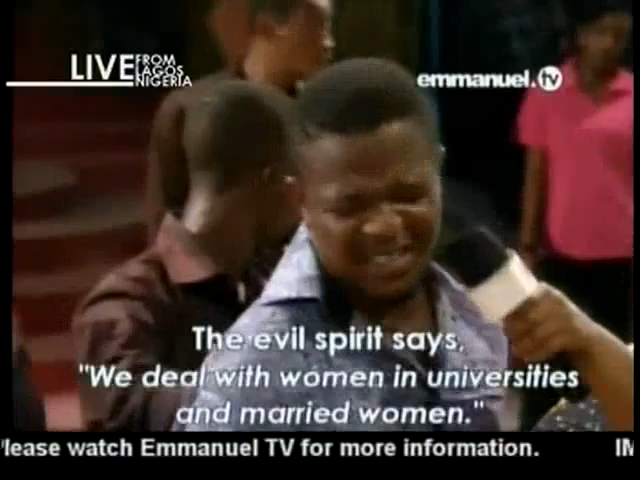 LIVE FROM
LAGOS
NIGERIA
emmanuel.tv
The evil spirit says,
"We deal with women in universities
and married women."
lease watch Emmanuel TV for more information.
IM